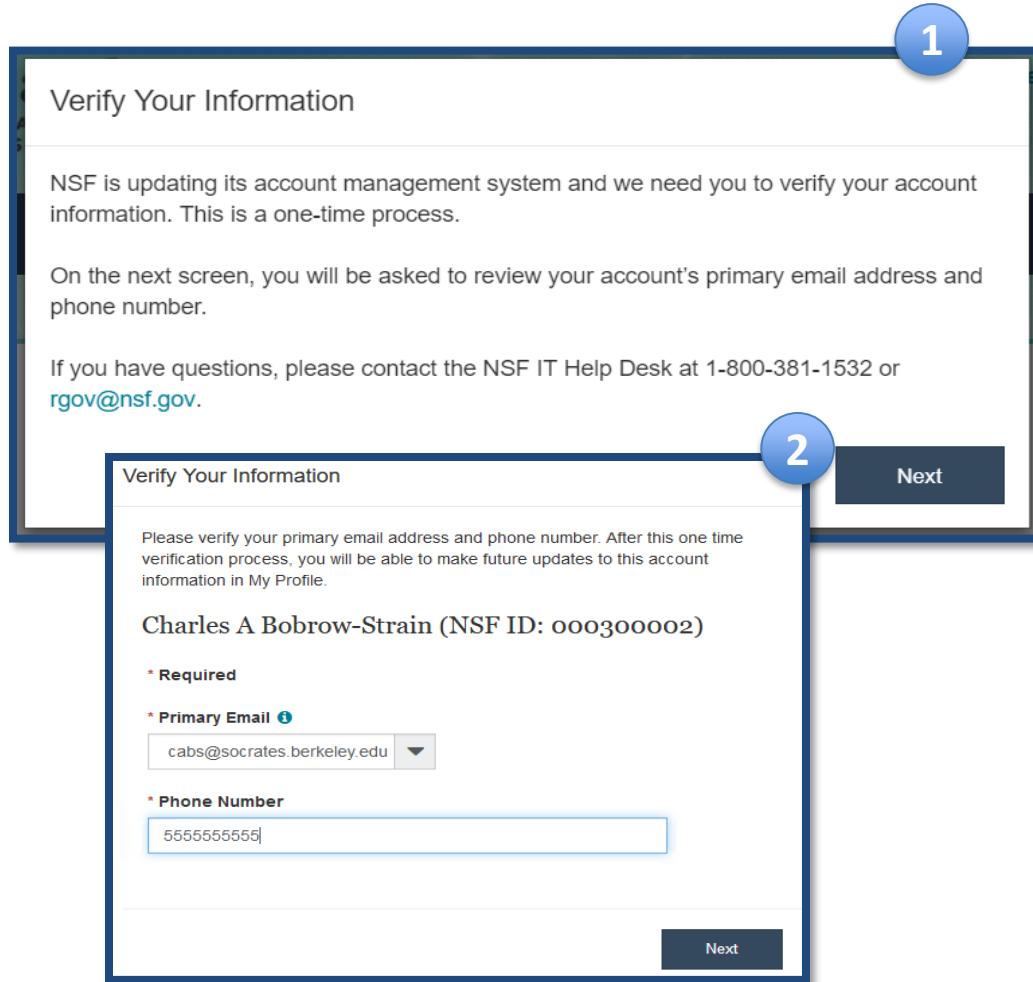 1
Verify Your Information
NSF is updating its account management system and we need you to verify your account
information. This is a one-time process.
On the next screen, you will be asked to review your account's primary email address and
phone number.
If you have questions, please contact the NSF IT Help Desk at 1-800-381-1532 or
rgov@nsf.gov.
Next
2
Verify Your Information
Please verify your primary email address and phone number. After this one time
verification process, you will be able to make future updates to this account
information in My Profile.
Charles A Bobrow-Strain (NSF ID: 000300002)
* Required
* Primary Email
cabs@socrates.berkeley.edu
* Phone Number
5555555555
Next